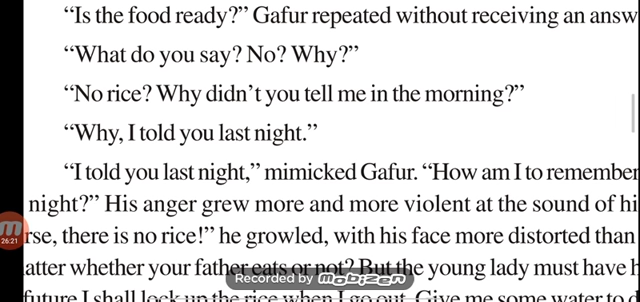 “Is the food ready?” Gafur repeated without receiving an answ
“What do you say? No? Why?”
“No rice? Why didn’t you tell me in the morning?”
“Why, I told you last night.”
“I told you last night,” mimicked Gafur. “How am I to remember
night?” His anger grew more and more violent at the sound of hi
rse, there is no rice!” he growled, with his face more distorted than
atter whether your father eats or not? But the young lady must have h
future I shall lock up the rice when I go out. Give me some water to d
26:21
Recorded by mobizen